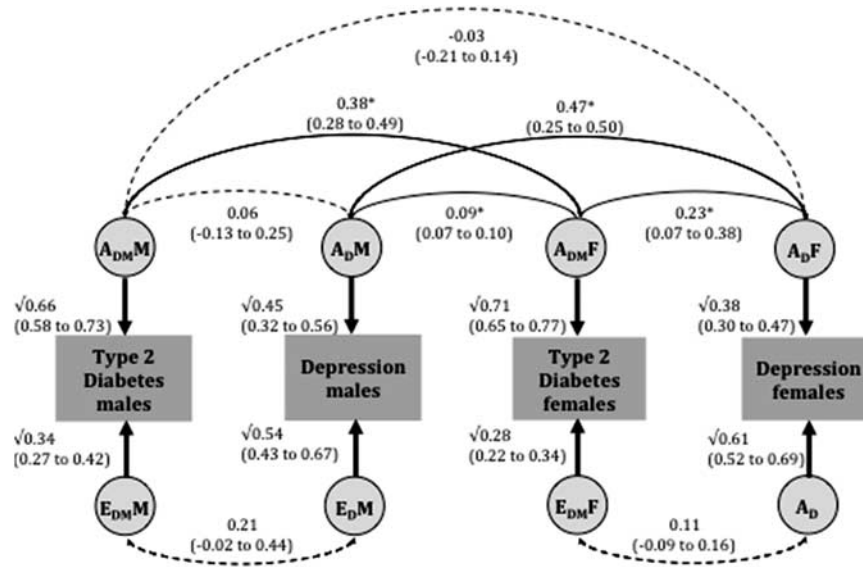 -0.03
(-0.21 to 0.14)
0.38*
(0.28 to 0.49)
0.47*
(0.25 to 0.50)
0.06
(-0.13 to 0.25)
0.09*
(0.07 to 0.10)
0.23*
(0.07 to 0.38)
ADMM
ADM
ADMF
ADF
√0.66
(0.58 to 0.73)
√0.45
(0.32 to 0.56)
√0.71
(0.65 to 0.77)
√0.38
(0.30 to 0.47)
Type 2
Diabetes
males
Depression
males
Type 2
Diabetes
females
Depression
females
√0.34
(0.27 to 0.42)
√0.54
(0.43 to 0.67)
√0.28
(0.22 to 0.34)
√0.61
(0.52 to 0.69)
EDMM
EDM
EDMF
AD
0.21
(-0.02 to 0.44)
0.11
(-0.09 to 0.16)